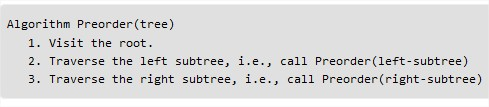 Algorithm Preorder(tree)
1. Visit the root.
2. Traverse the left subtree, i.e., call Preorder(left-subtree)
3. Traverse the right subtree, i.e., call Preorder(right-subtree)